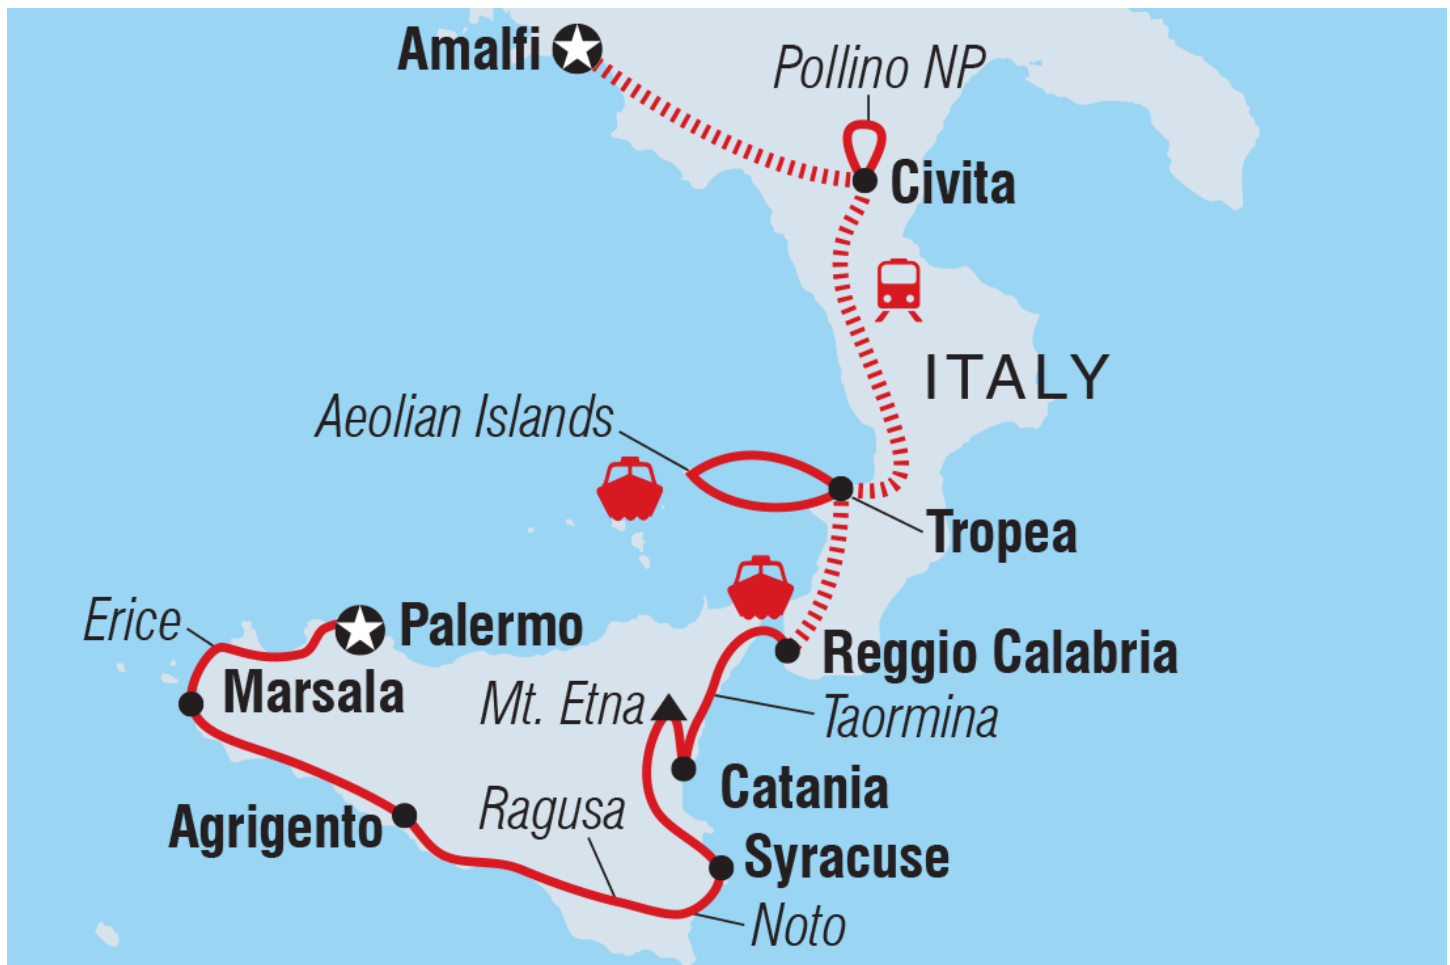 Amalfi
Pollino NP
Civita
ITALY
Aeolian Islands
Tropea
Erice
Palermo
Reggio Calabria
Marsala
Mt. Etna
Taormina
Catania
Ragusa
Agrigento
Syracuse
Noto